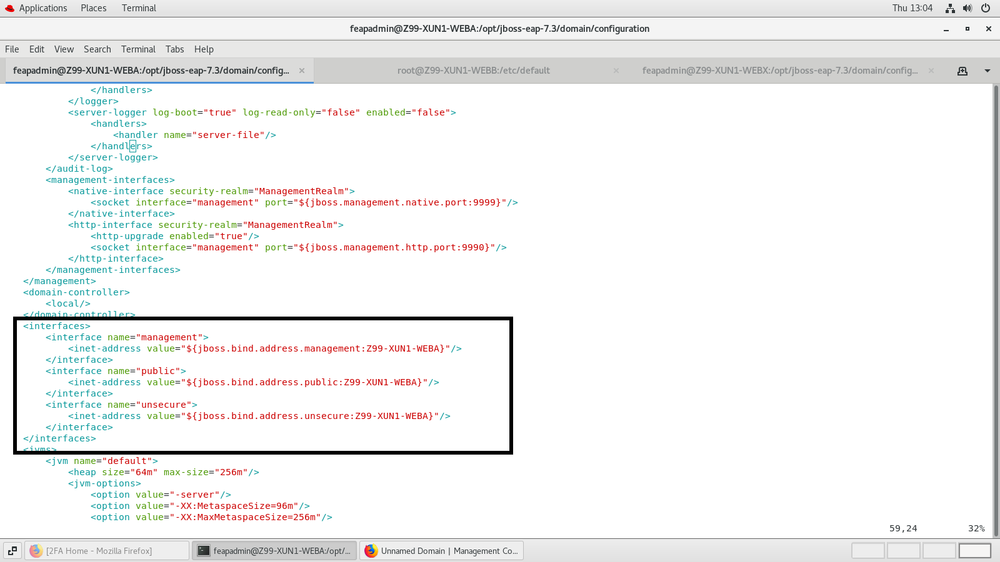 Applications Places Terminal Thu 13:04
feapadmin@Z99-XUN1-WEBA:/opt/jboss-eap-7.3/domain/configuration
File Edit View Search Terminal Tabs Help
feapadmin@Z99-XUN1-WEBA:/opt/jboss-eap-7.3/domain/config... × root@Z99-XUN1-WEBB:/etc/default × feapadmin@Z99-XUN1-WEBX:/opt/jboss-eap-7.3/domain/config... ×
            </handlers>
        </logger>
        <server-logger log-boot="true" log-read-only="false" enabled="false">
            <handlers>
                <handler name="server-file"/>
            </handlers>
        </server-logger>
    </audit-log>
    <management-interfaces>
        <native-interface security-realm="ManagementRealm">
            <socket interface="management" port="${jboss.management.native.port:9999}"/>
        </native-interface>
        <http-interface security-realm="ManagementRealm">
            <http-upgrade enabled="true"/>
            <socket interface="management" port="${jboss.management.http.port:9990}"/>
        </http-interface>
    </management-interfaces>
</management>
<domain-controller>
    <local/>
</domain-controller>
<interfaces>
    <interface name="management">
        <inet-address value="${jboss.bind.address.management:Z99-XUN1-WEBA}"/>
    </interface>
    <interface name="public">
        <inet-address value="${jboss.bind.address.public:Z99-XUN1-WEBA}"/>
    </interface>
    <interface name="unsecure">
        <inet-address value="${jboss.bind.address.unsecure:Z99-XUN1-WEBA}"/>
    </interface>
</interfaces>
<jvms>
    <jvm name="default">
        <heap size="64m" max-size="256m"/>
        <jvm-options>
            <option value="-server"/>
            <option value="-XX:MetaspaceSize=96m"/>
            <option value="-XX:MaxMetaspaceSize=256m"/>
59,24 32%
[2FA Home - Mozilla Firefox] feapadmin@Z99-XUN1-WEBA:/opt/... Unnamed Domain | Management Co...